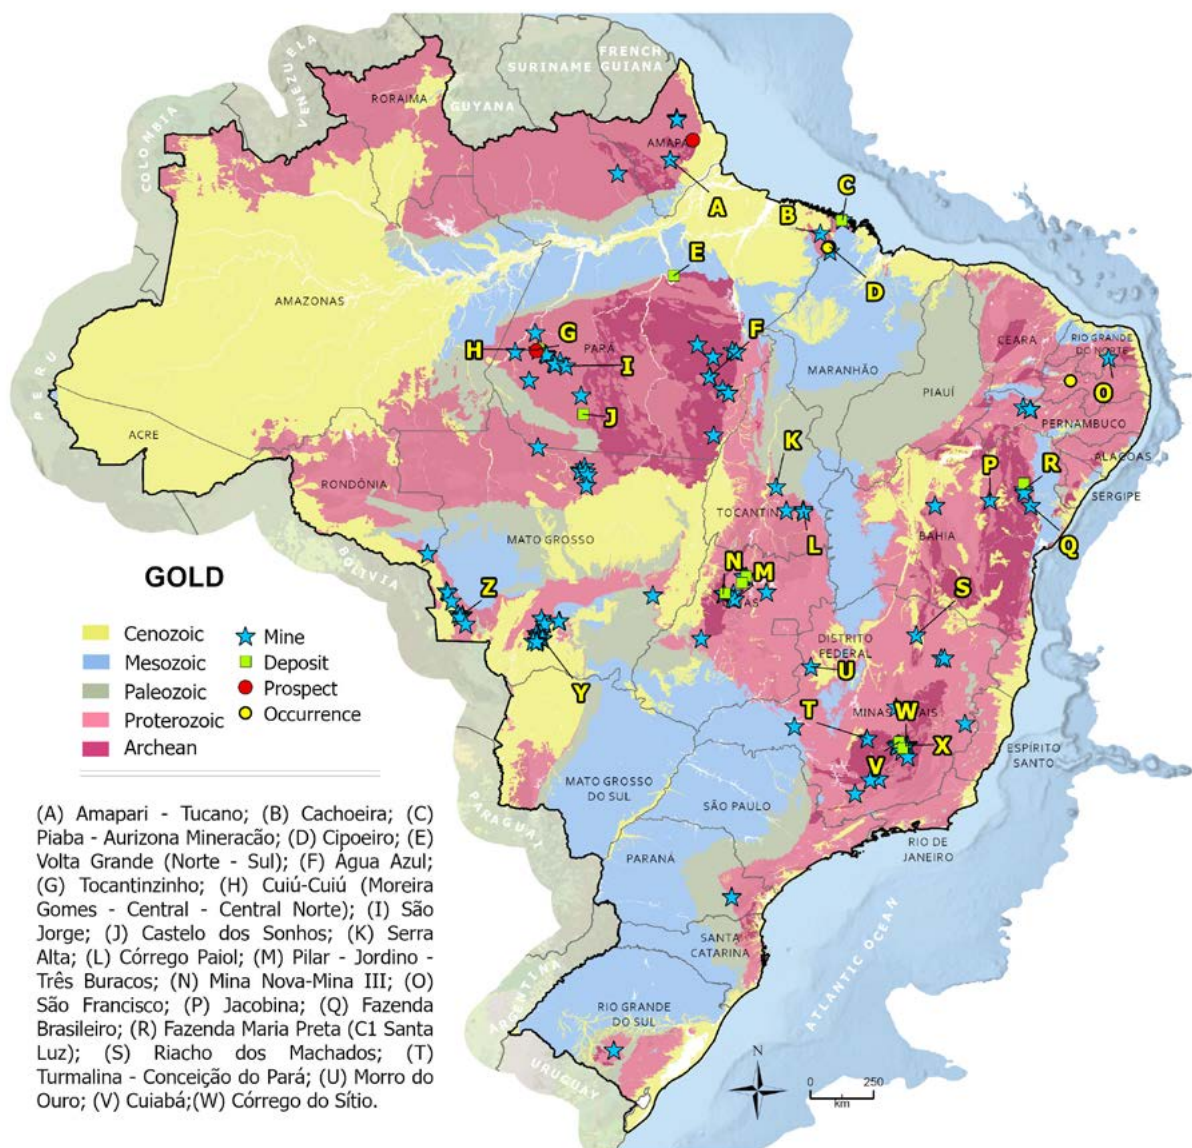 VENEZUELA
SURINAME
FRENCH
GUIANA
GUYANA
COLOMBIA
RORAIMA
AMAPÁ
A
B
C
D
E
AMAZONAS
PERU
ACRE
H
G
PARÁ
I
F
J
MARANHÃO
CEARA
RIO GRANDE
DO NORTE
O
PIAUÍ
PERNAMBUCO
ALAGOAS
SERGIPE
RONDÔNIA
K
TOCANTIN
L
P
R
BAHIA
Q
MATO GROSSO
BOLIVIA
N
M
S
Z
DISTRITO
FEDERAL
U
T
MINAS
W
AIS
X
V
ESPÍRITO
SANTO
Y
MATO GROSSO
DO SUL
SÃO PAULO
RIO DE
JANEIRO
PARAGUAI
PARANÁ
SANTA
CATARINA
ARGENTINA
RIO GRANDE
DO SUL
URUGUAY
ATLANTIC OCEAN
N
0 250
km
GOLD
Cenozoic
Mesozoic
Paleozoic
Proterozoic
Archean
Mine
Deposit
Prospect
Occurrence
(A) Amapari - Tucano; (B) Cachoeira; (C)
Piaba - Aurizona Mineracão; (D) Cipoeiro; (E)
Volta Grande (Norte - Sul); (F) Água Azul;
(G) Tocantinzinho; (H) Cuiú-Cuiú (Moreira
Gomes - Central - Central Norte); (I) São
Jorge; (J) Castelo dos Sonhos; (K) Serra
Alta; (L) Córrego Paiol; (M) Pilar - Jordino -
Três Buracos; (N) Mina Nova-Mina III; (O)
São Francisco; (P) Jacobina; (Q) Fazenda
Brasileiro; (R) Fazenda Maria Preta (C1 Santa
Luz); (S) Riacho dos Machados; (T)
Turmalina - Conceição do Pará; (U) Morro do
Ouro; (V) Cuiabá;(W) Córrego do Sítio.